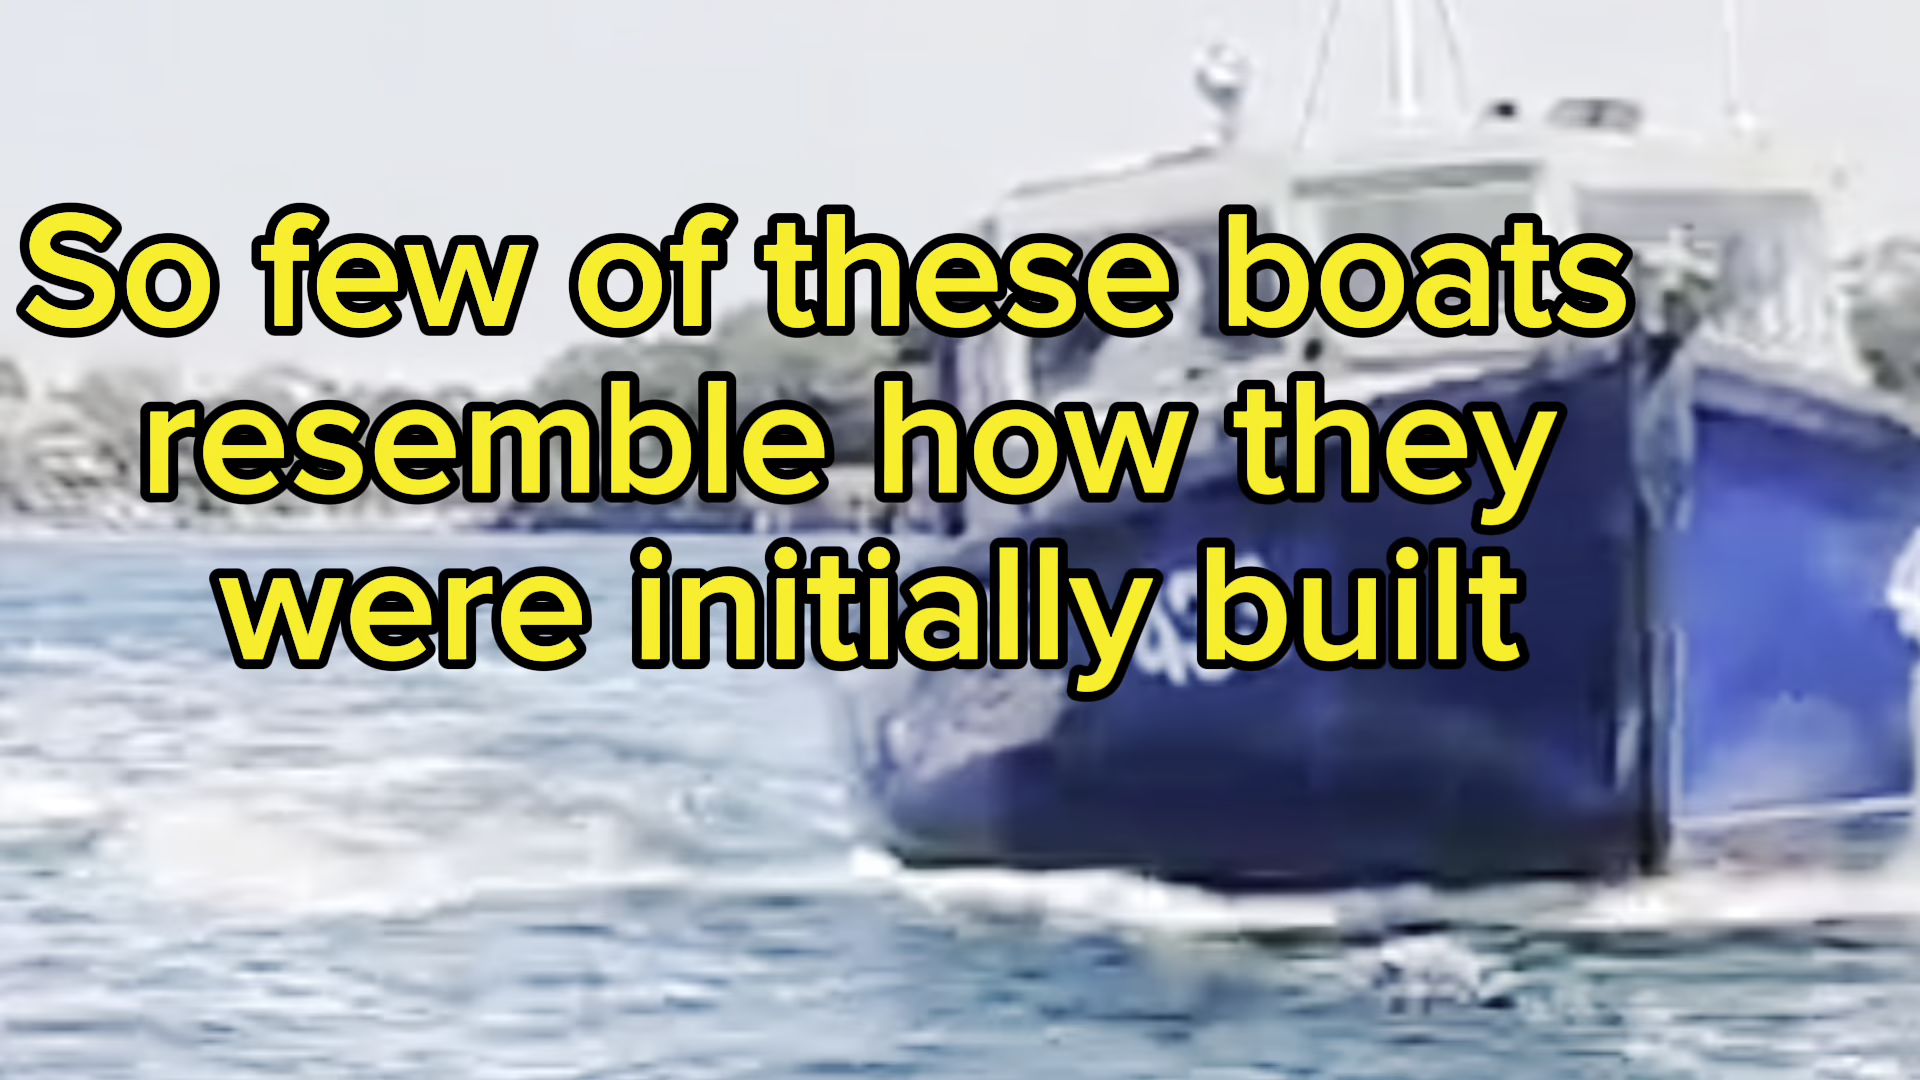 So few of these boats
resemble how they
were initially built